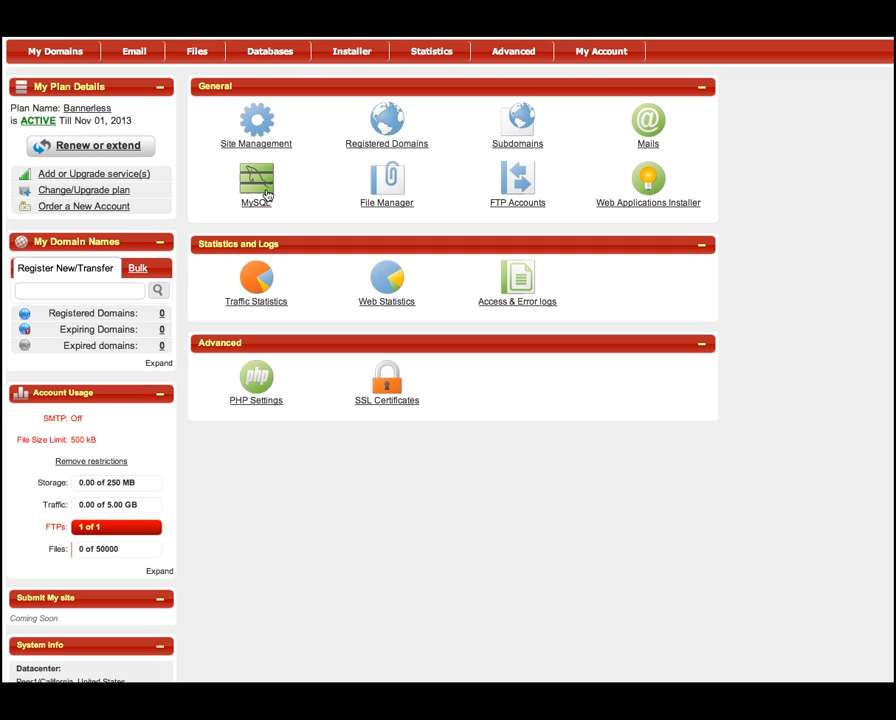 My Domains
Email
Files
Databases
Installer
Statistics
Advanced
My Account
My Plan Details
Plan Name: Bannerless
is ACTIVE Till Nov 01, 2013
Renew or extend
Add or Upgrade service(s)
Change/Upgrade plan
Order a New Account
My Domain Names
Register New/Transfer
Bulk
Registered Domains: 0
Expiring Domains: 0
Expired domains: 0
Expand
Account Usage
SMTP: Off
File Size Limit: 500 kB
Remove restrictions
Storage: 0.00 of 250 MB
Traffic: 0.00 of 5.00 GB
FTPs: 1 of 1
Files: 0 of 50000
Expand
Submit My site
Coming Soon
System Info
Datacenter:
Peer1/California, United States
General
Site Management
Registered Domains
Subdomains
Mails
MySQL
File Manager
FTP Accounts
Web Applications Installer
Statistics and Logs
Traffic Statistics
Web Statistics
Access & Error logs
Advanced
php
PHP Settings
SSL Certificates